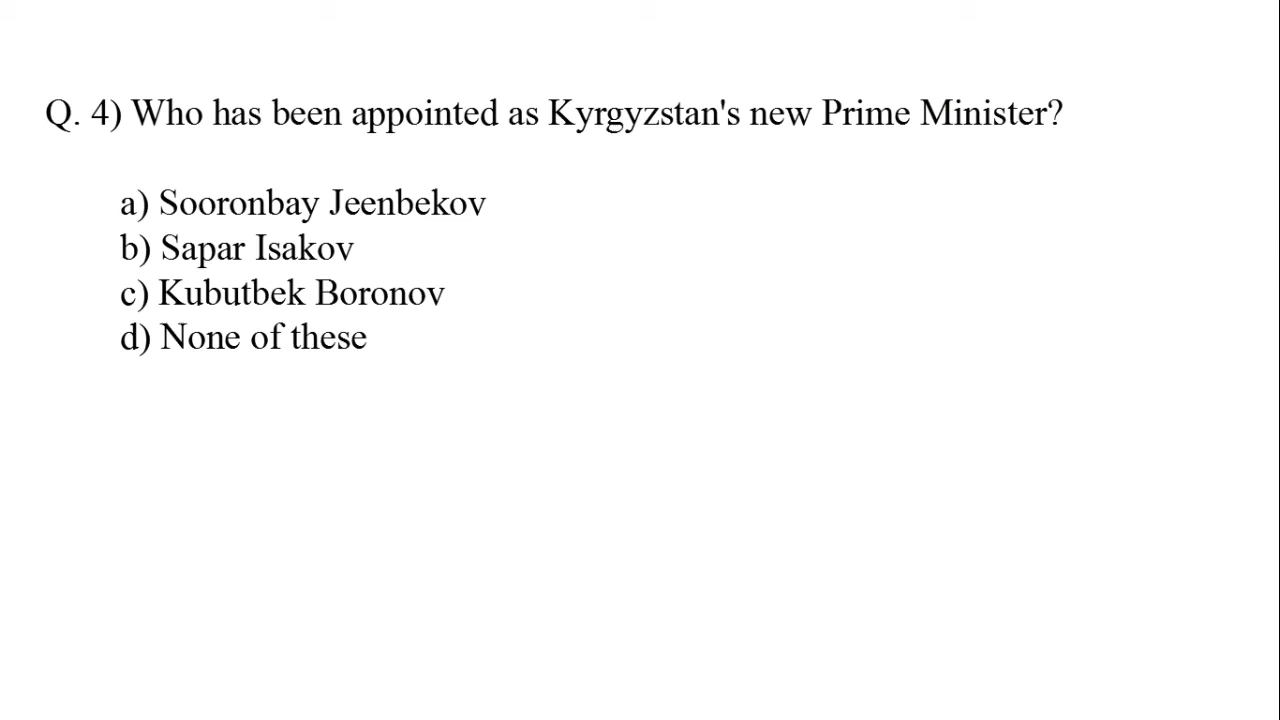 Q. 4) Who has been appointed as Kyrgyzstan's new Prime Minister?
a) Sooronbay Jeenbekov
b) Sapar Isakov
c) Kubutbek Boronov
d) None of these